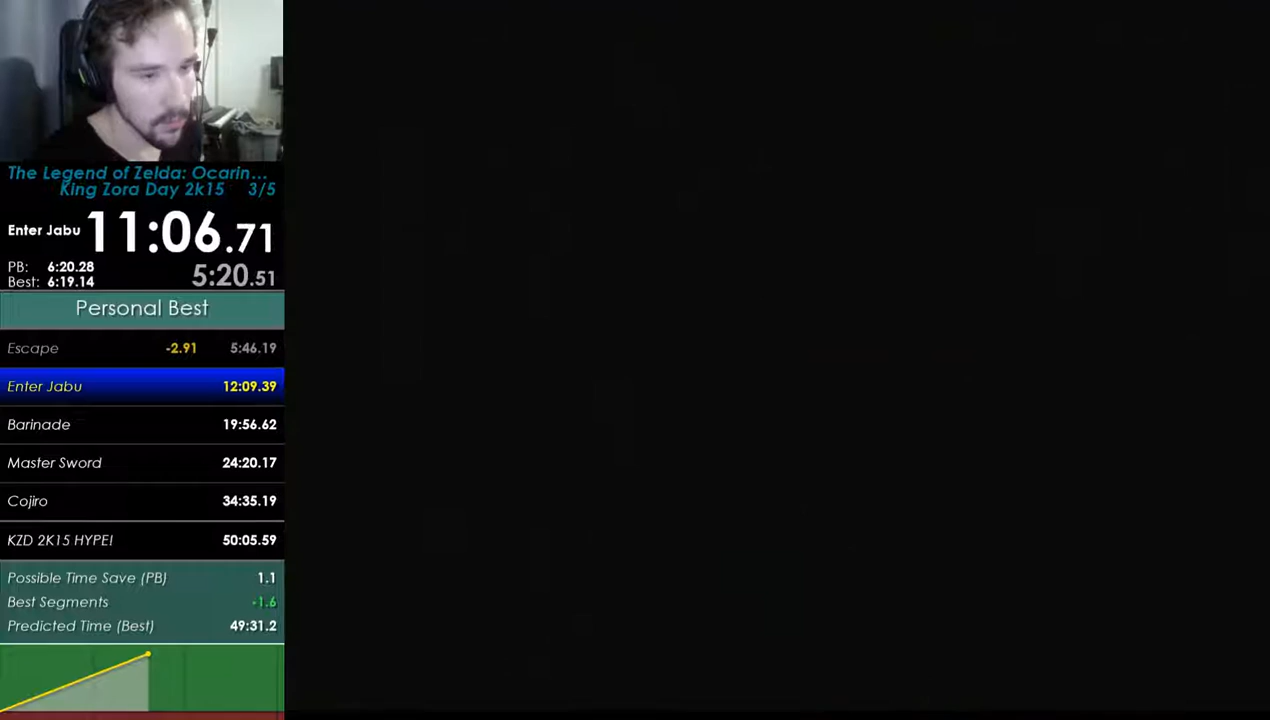 The Legend of Zelda: Ocarin...
King Zora Day 2k15 3/5
Enter Jabu 11:06.71
PB: 6:20.28 5:20.51
Best: 6:19.14
Personal Best
Escape -2.91 5:46.19
Enter Jabu 12:09.39
Barinade 19:56.62
Master Sword 24:20.17
Cojiro 34:35.19
KZD 2K15 HYPE! 50:05.59
Possible Time Save (PB) 1.1
Best Segments -1.6
Predicted Time (Best) 49:31.2